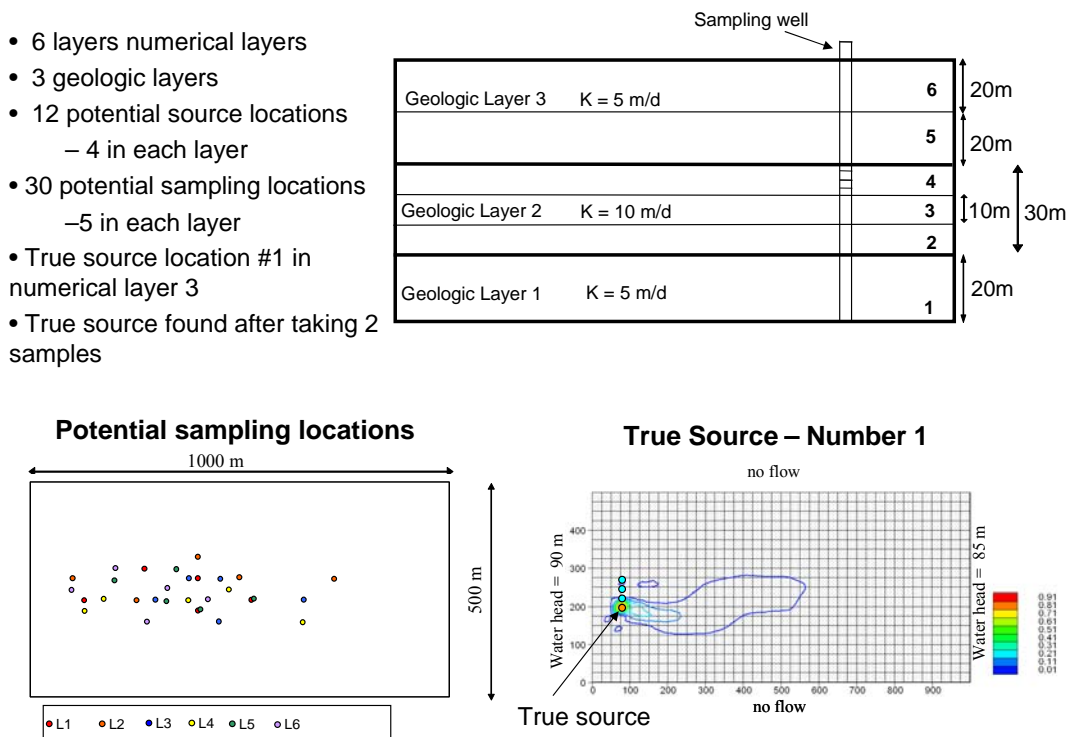 • 6 layers numerical layers
• 3 geologic layers
• 12 potential source locations
– 4 in each layer
• 30 potential sampling locations
–5 in each layer
• True source location #1 in
numerical layer 3
• True source found after taking 2
samples
Sampling well
Geologic Layer 3 K = 5 m/d
6
20m
5
20m
4
Geologic Layer 2 K = 10 m/d
3
10m
30m
2
Geologic Layer 1 K = 5 m/d
1
20m
Potential sampling locations
1000 m
500 m
L1 L2 L3 L4 L5 L6
True Source – Number 1
no flow
Water head = 90 m
Water head = 85 m
400
300
200
100
0
0 100 200 300 400 500 600 700 800 900
no flow
True source
0.91
0.81
0.71
0.61
0.51
0.41
0.31
0.21
0.11
0.01